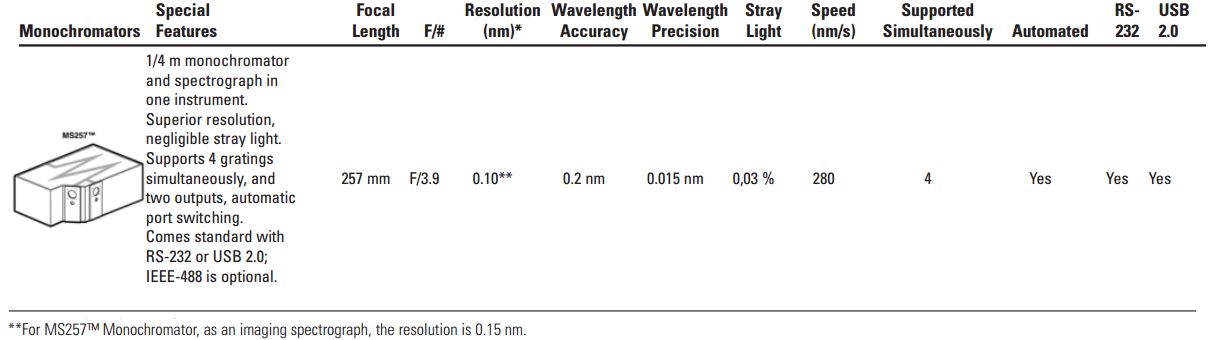 Special Focal Resolution Wavelength Wavelength Stray Speed Supported RS- USB
Monochromators Features Length F/# (nm)* Accuracy Precision Light (nm/s) Simultaneously Automated 232 2.0
1/4 m monochromator
and spectrograph in
one instrument.
Superior resolution,
MS257™ negligible stray light.
Supports 4 gratings
simultaneously, and 257 mm F/3.9 0.10** 0.2 nm 0.015 nm 0,03 % 280 4 Yes Yes Yes
two outputs, automatic
port switching.
Comes standard with
RS-232 or USB 2.0;
IEEE-488 is optional.
**For MS257™ Monochromator, as an imaging spectrograph, the resolution is 0.15 nm.